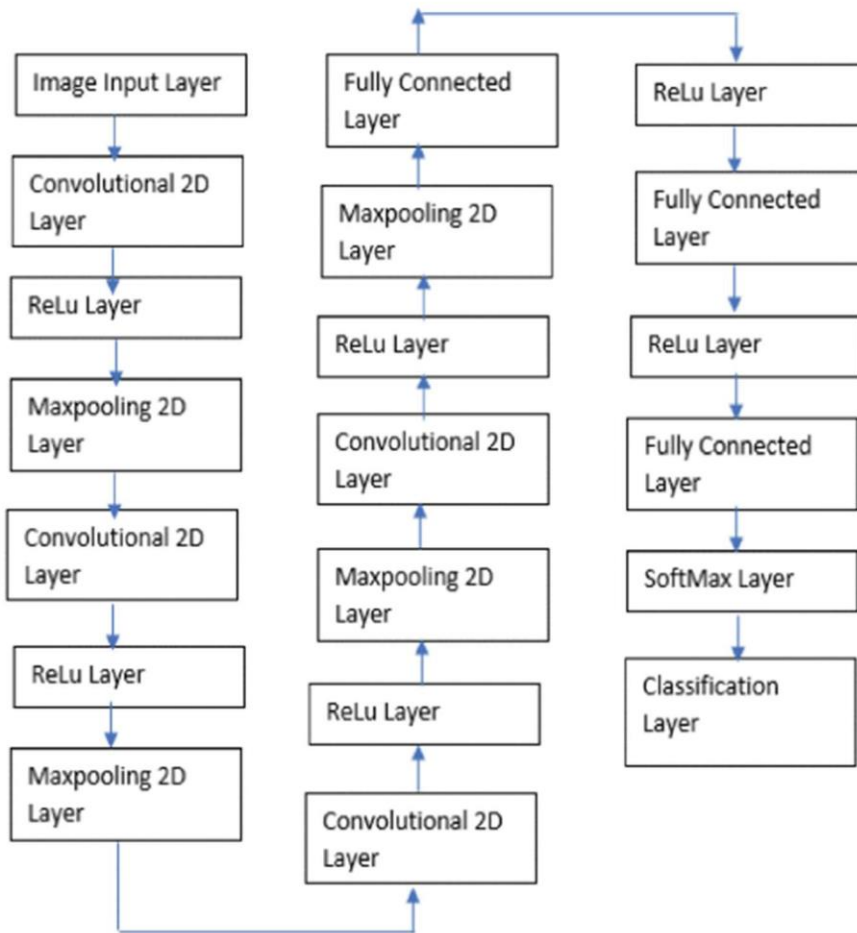 Image Input Layer
Convolutional 2D
Layer
ReLu Layer
Maxpooling 2D
Layer
Convolutional 2D
Layer
ReLu Layer
Maxpooling 2D
Layer
Convolutional 2D
Layer
ReLu Layer
Maxpooling 2D
Layer
Convolutional 2D
Layer
ReLu Layer
Maxpooling 2D
Layer
Fully Connected
Layer
ReLu Layer
Fully Connected
Layer
ReLu Layer
Fully Connected
Layer
SoftMax Layer
Classification
Layer